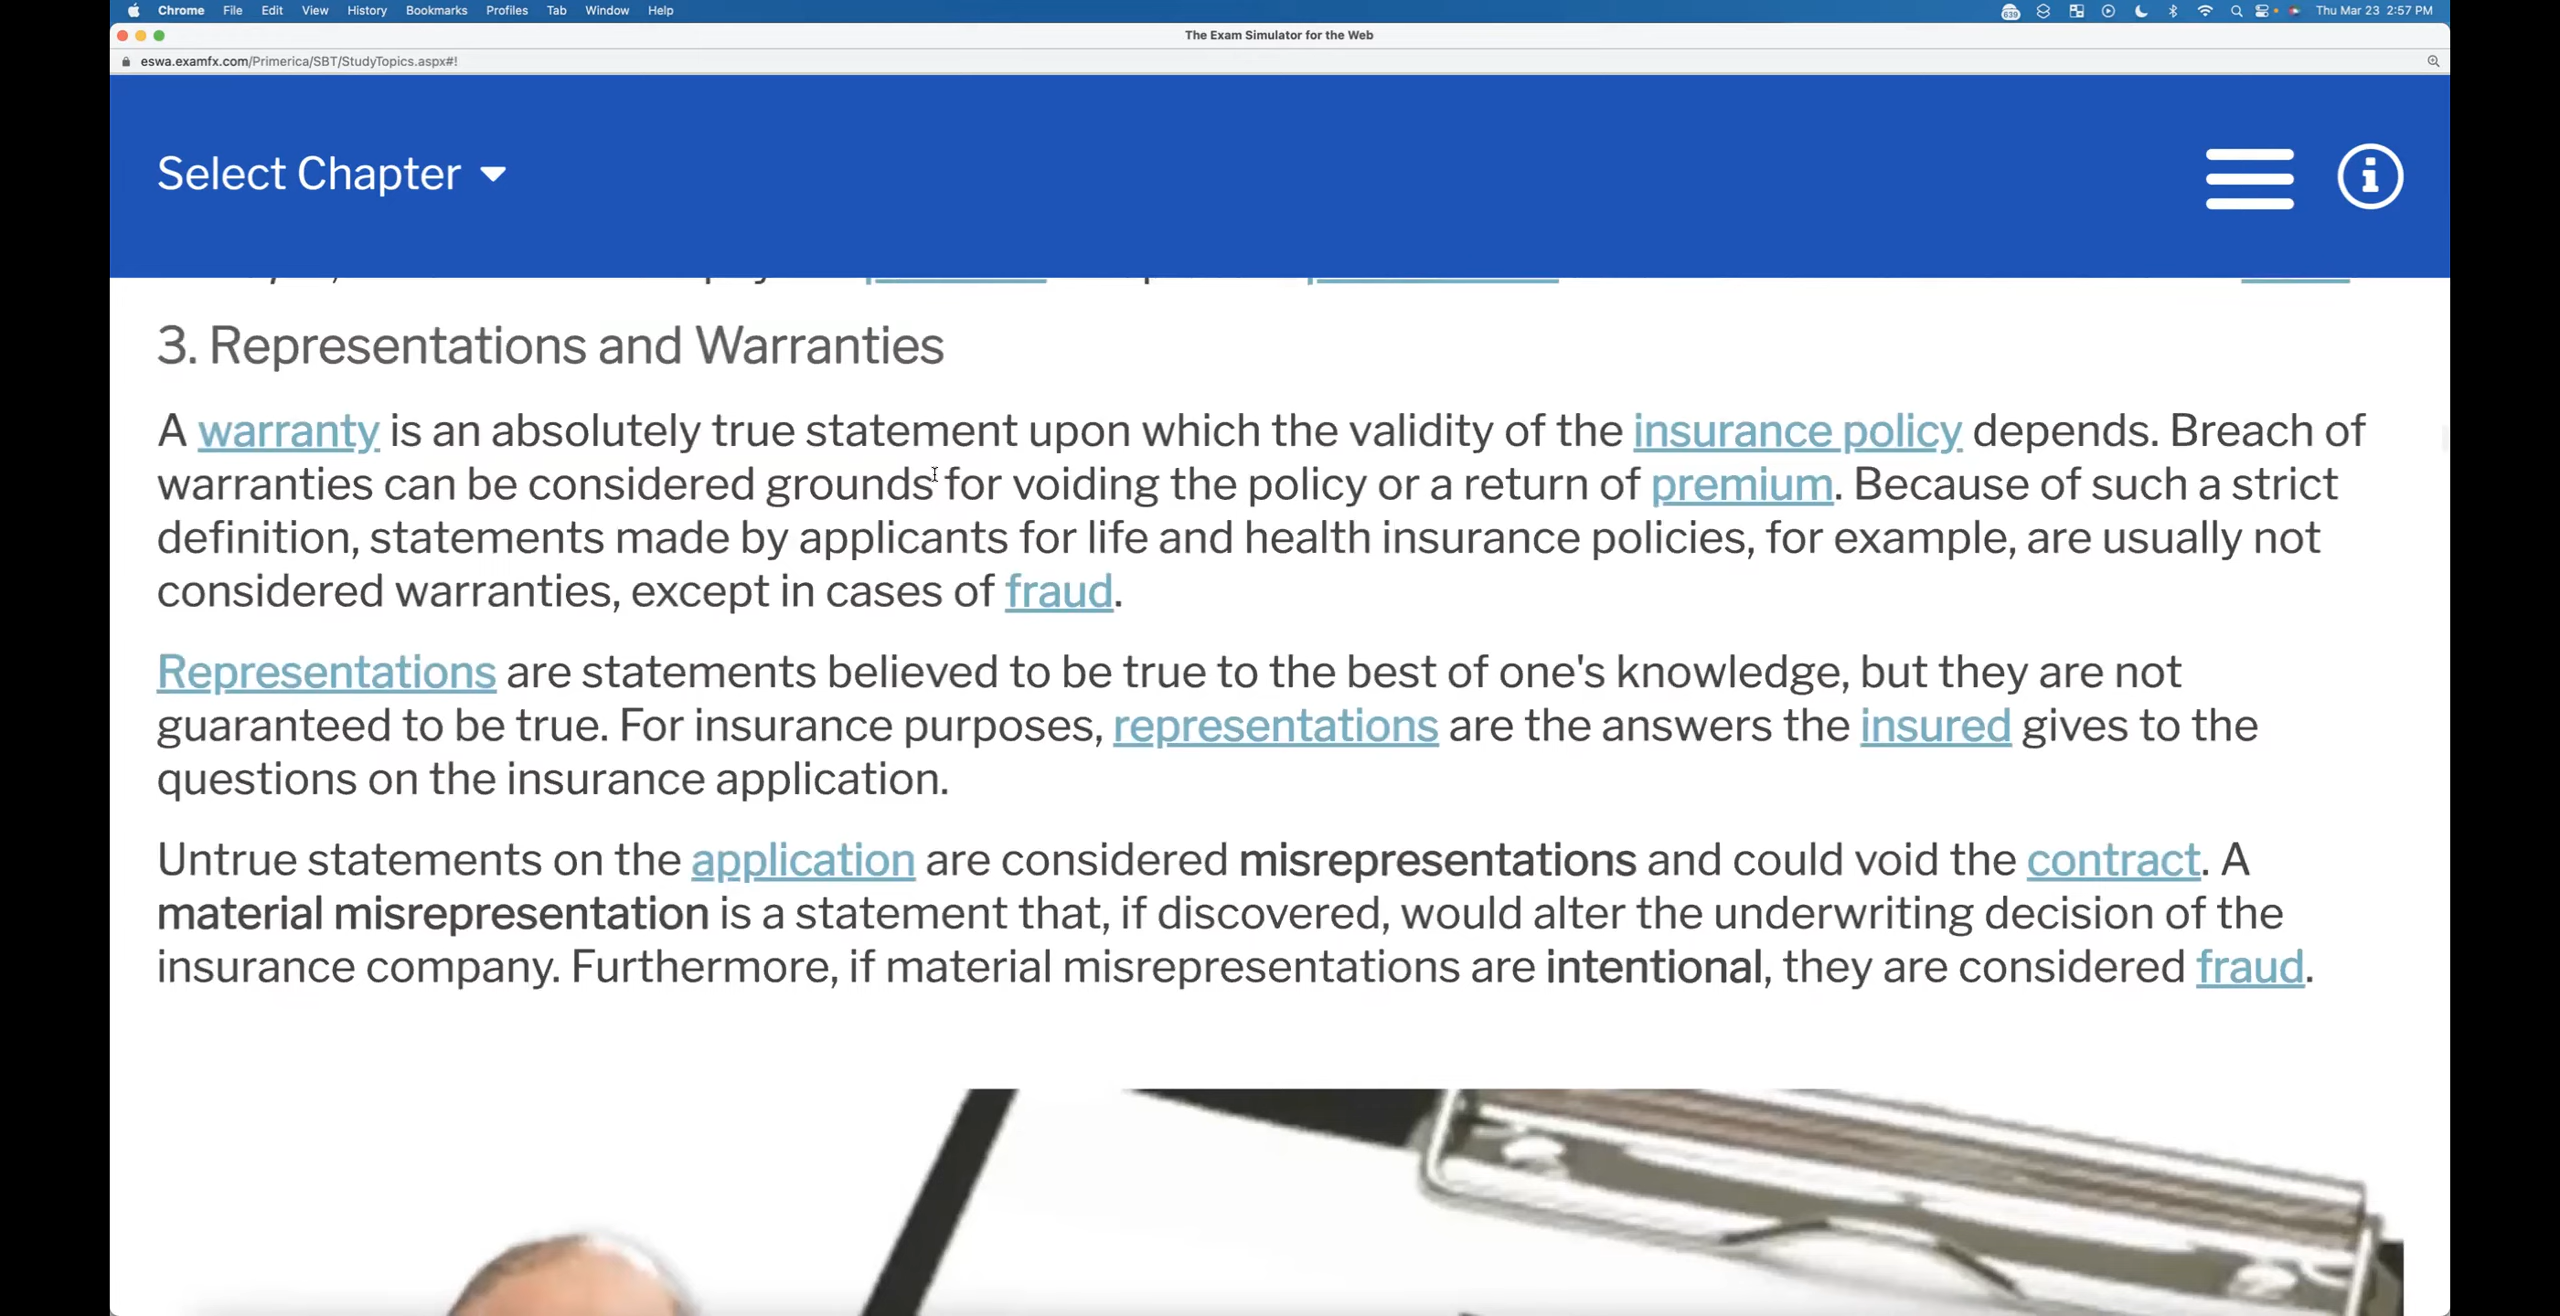 Chrome File Edit View History Bookmarks Profiles Tab Window Help 639 Thu Mar 23 2:57 PM
The Exam Simulator for the Web
eswa.examfx.com/Primerica/SBT/StudyTopics.aspx#!
Select Chapter
3. Representations and Warranties
A warranty is an absolutely true statement upon which the validity of the insurance policy depends. Breach of
warranties can be considered grounds for voiding the policy or a return of premium. Because of such a strict
definition, statements made by applicants for life and health insurance policies, for example, are usually not
considered warranties, except in cases of fraud.
Representations are statements believed to be true to the best of one's knowledge, but they are not
guaranteed to be true. For insurance purposes, representations are the answers the insured gives to the
questions on the insurance application.
Untrue statements on the application are considered misrepresentations and could void the contract. A
material misrepresentation is a statement that, if discovered, would alter the underwriting decision of the
insurance company. Furthermore, if material misrepresentations are intentional, they are considered fraud.